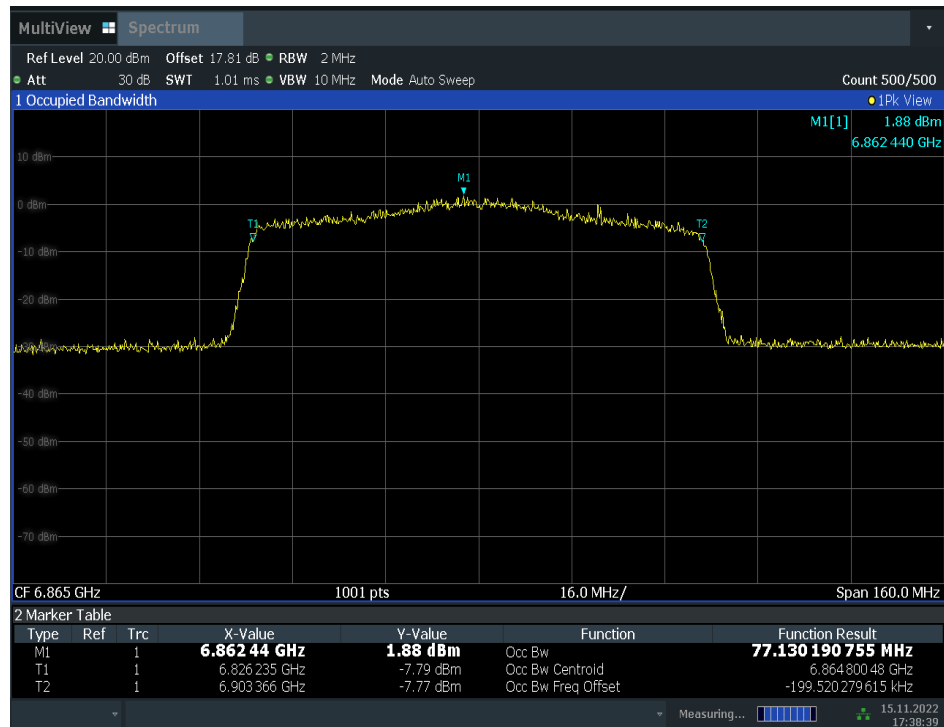 MultiView Spectrum
Ref Level 20.00 dBm Offset 17.81 dB RBW 2 MHz
Att 30 dB SWT 1.01 ms VBW 10 MHz Mode Auto Sweep Count 500/500
1 Occupied Bandwidth 1Pk View
M1[1] 1.88 dBm
6.862 440 GHz
10 dBm
M1
0 dBm
T1 T2
-10 dBm
-20 dBm
-30 dBm
-40 dBm
-50 dBm
-60 dBm
-70 dBm
CF 6.865 GHz 1001 pts 16.0 MHz/ Span 160.0 MHz
2 Marker Table
Type Ref Trc X-Value Y-Value Function Function Result
M1 1 6.862 44 GHz 1.88 dBm Occ Bw 77.130 190 755 MHz
T1 1 6.826 235 GHz -7.79 dBm Occ Bw Centroid 6.864 800 48 GHz
T2 1 6.903 366 GHz -7.77 dBm Occ Bw Freq Offset -199.520 279 615 kHz
Measuring... 15.11.2022
17:38:39